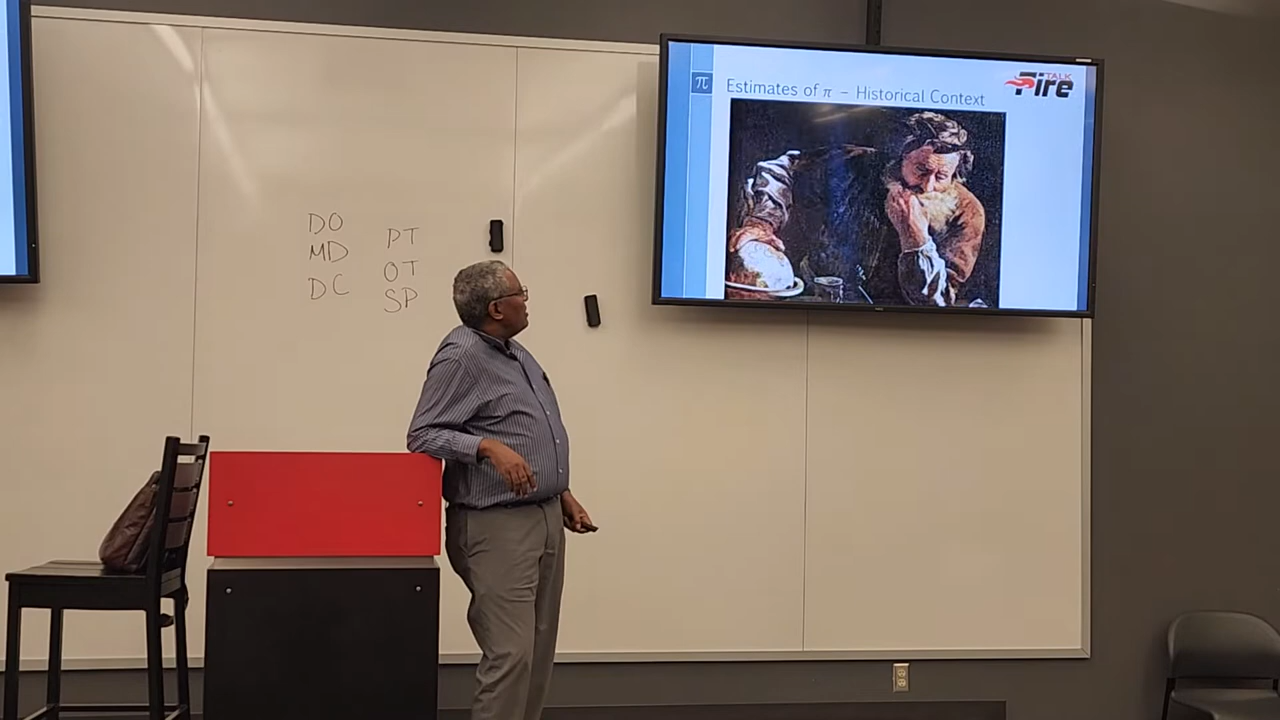 DO
MD
DC
PT
OT
SP
π
Estimates of π – Historical Context
TALK
Fire